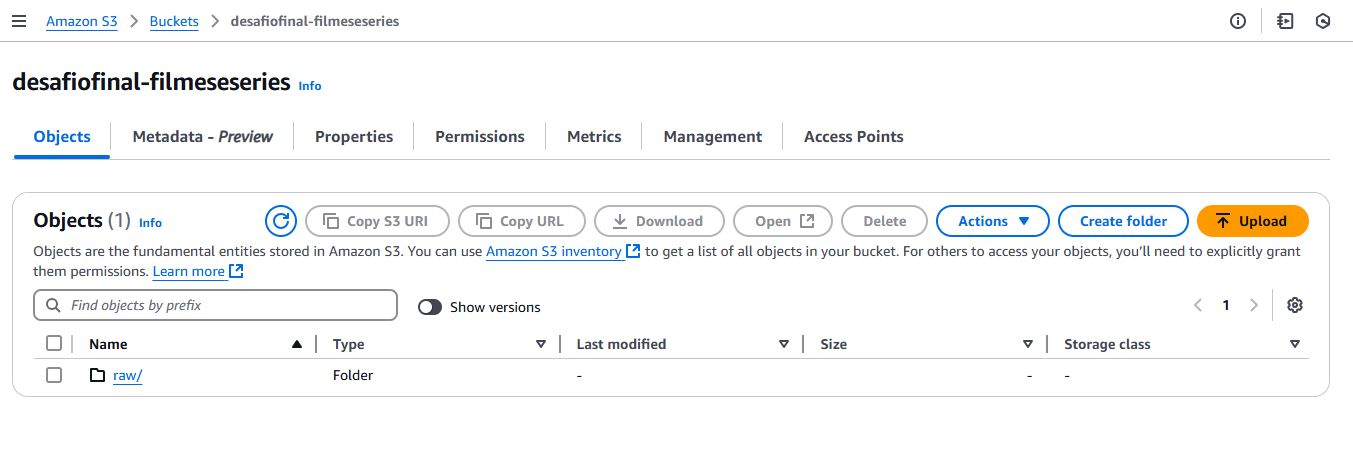 Amazon S3 > Buckets > desafiofinal-filmeseseries
desafiofinal-filmeseseries Info
Objects Metadata - Preview Properties Permissions Metrics Management Access Points
Objects (1) Info Copy S3 URI Copy URL Download Open Delete Actions Create folder Upload
Objects are the fundamental entities stored in Amazon S3. You can use Amazon S3 inventory to get a list of all objects in your bucket. For others to access your objects, you’ll need to explicitly grant
them permissions. Learn more
Find objects by prefix Show versions 1
Name Type Last modified Size Storage class
raw/ Folder - - -